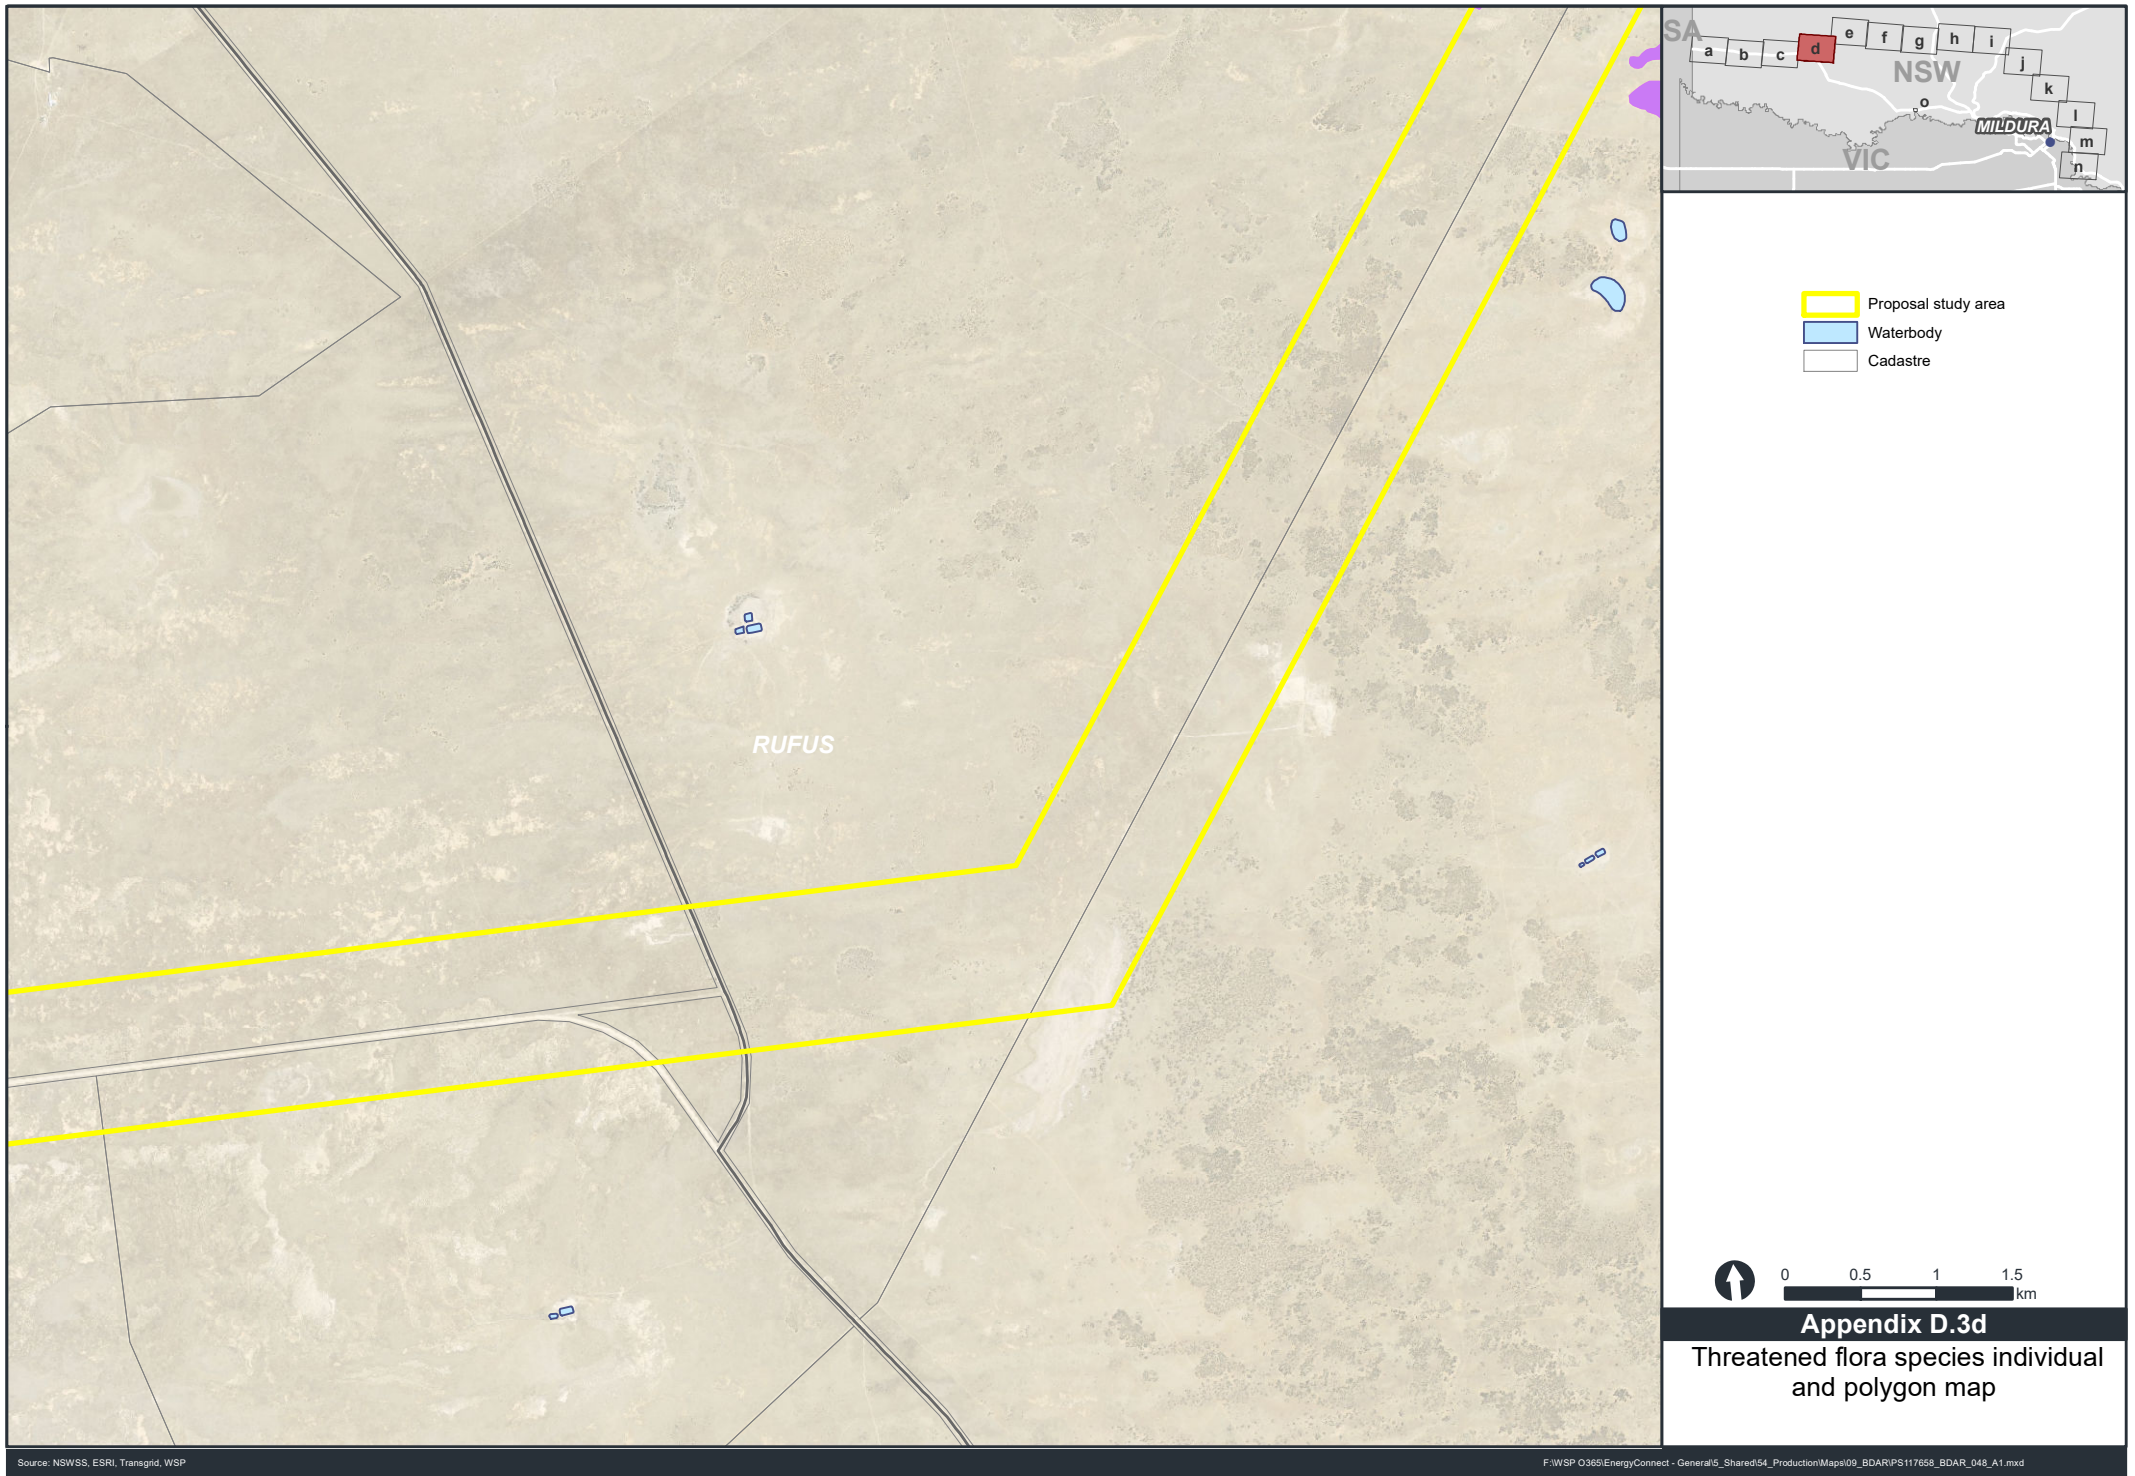 SA
a
b
c
d
e
f
g
h
i
j
k
l
m
n
o
NSW
MILDURA
VIC
Proposal study area
Waterbody
Cadastre
RUFUS
0 0.5 1 1.5
km
Appendix D.3d
Threatened flora species individual
and polygon map
Source: NSWSS, ESRI, Transgrid, WSP
F:\WSP O365\EnergyConnect - General\5_Shared\54_Production\Maps\09_BDAR\PS117658_BDAR_048_A1.mxd